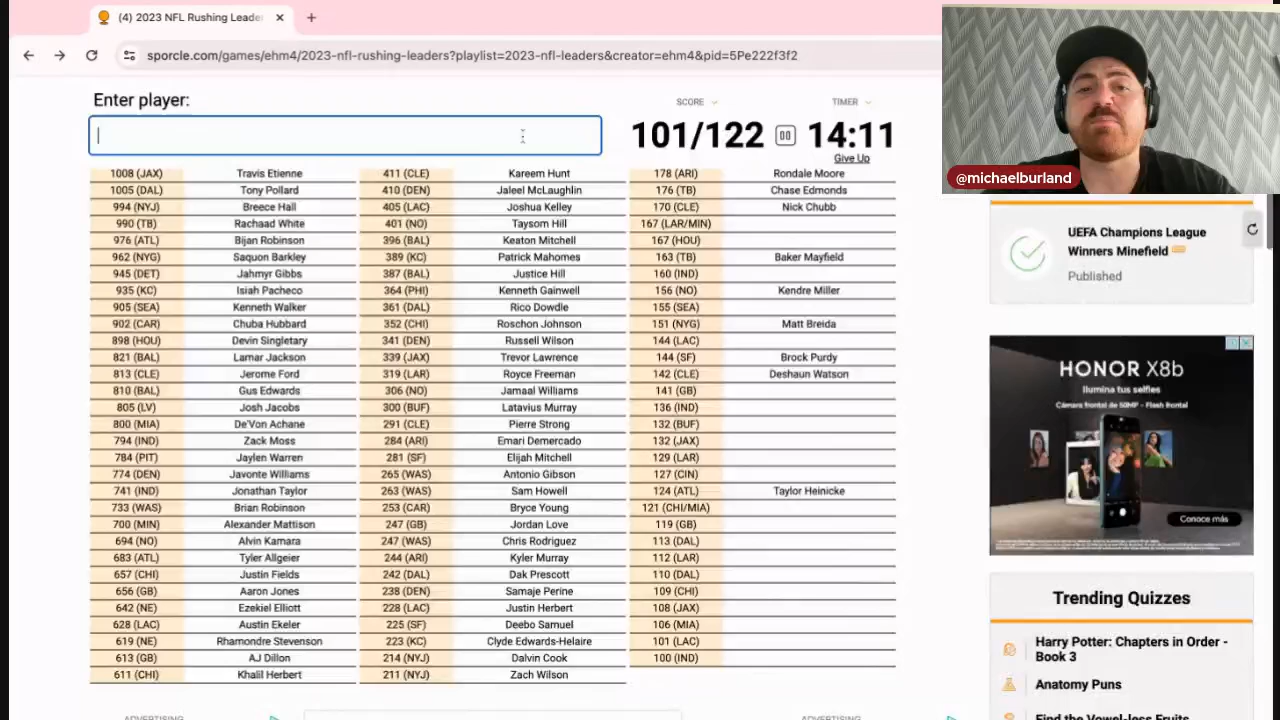 (4) 2023 NFL Rushing Leade
sporcle.com/games/ehm4/2023-nfl-rushing-leaders?playlist=2023-nfl-leaders&creator=ehm4&pid=5Pe222f3f2
@michaelburland
Enter player:
SCORE
TIMER
101/122
14:11
Give Up
1008 (JAX) Travis Etienne 411 (CLE) Kareem Hunt 178 (ARI) Rondale Moore
1005 (DAL) Tony Pollard 410 (DEN) Jaleel McLaughlin 176 (TB) Chase Edmonds
994 (NYJ) Breece Hall 405 (LAC) Joshua Kelley 170 (CLE) Nick Chubb
990 (TB) Rachaad White 401 (NO) Taysom Hill 167 (LAR/MIN)
976 (ATL) Bijan Robinson 396 (BAL) Keaton Mitchell 167 (HOU)
962 (NYG) Saquon Barkley 389 (KC) Patrick Mahomes 163 (TB) Baker Mayfield
945 (DET) Jahmyr Gibbs 387 (BAL) Justice Hill 160 (IND)
935 (KC) Isiah Pacheco 364 (PHI) Kenneth Gainwell 156 (NO) Kendre Miller
905 (SEA) Kenneth Walker 361 (DAL) Rico Dowdle 155 (SEA)
902 (CAR) Chuba Hubbard 352 (CHI) Roschon Johnson 151 (NYG) Matt Breida
898 (HOU) Devin Singletary 341 (DEN) Russell Wilson 144 (LAC)
821 (BAL) Lamar Jackson 339 (JAX) Trevor Lawrence 144 (SF) Brock Purdy
813 (CLE) Jerome Ford 319 (LAR) Royce Freeman 142 (CLE) Deshaun Watson
810 (BAL) Gus Edwards 306 (NO) Jamaal Williams 141 (GB)
805 (LV) Josh Jacobs 300 (BUF) Latavius Murray 136 (IND)
800 (MIA) De'Von Achane 291 (CLE) Pierre Strong 132 (BUF)
794 (IND) Zack Moss 284 (ARI) Emari Demercado 132 (JAX)
784 (PIT) Jaylen Warren 281 (SF) Elijah Mitchell 129 (LAR)
774 (DEN) Javonte Williams 265 (WAS) Antonio Gibson 127 (CIN)
741 (IND) Jonathan Taylor 263 (WAS) Sam Howell 124 (ATL) Taylor Heinicke
733 (WAS) Brian Robinson 253 (CAR) Bryce Young 121 (CHI/MIA)
700 (MIN) Alexander Mattison 247 (GB) Jordan Love 119 (GB)
694 (NO) Alvin Kamara 247 (WAS) Chris Rodriguez 113 (DAL)
683 (ATL) Tyler Allgeier 244 (ARI) Kyler Murray 112 (LAR)
657 (CHI) Justin Fields 242 (DAL) Dak Prescott 110 (DAL)
656 (GB) Aaron Jones 238 (DEN) Samaje Perine 109 (CHI)
642 (NE) Ezekiel Elliott 228 (LAC) Justin Herbert 108 (JAX)
628 (LAC) Austin Ekeler 225 (SF) Deebo Samuel 106 (MIA)
619 (NE) Rhamondre Stevenson 223 (KC) Clyde Edwards-Helaire 101 (LAC)
613 (GB) AJ Dillon 214 (NYJ) Dalvin Cook 100 (IND)
611 (CHI) Khalil Herbert 211 (NYJ) Zach Wilson
UEFA Champions League
Winners Minefield
Published
HONOR X8b
Ilumina tus selfies
Cámara frontal de 50MP - Flash frontal
Conoce más
Trending Quizzes
Harry Potter: Chapters in Order -
Book 3
Anatomy Puns
Find the Vowel-less Fruits
ADVERTISING
ADVERTISING